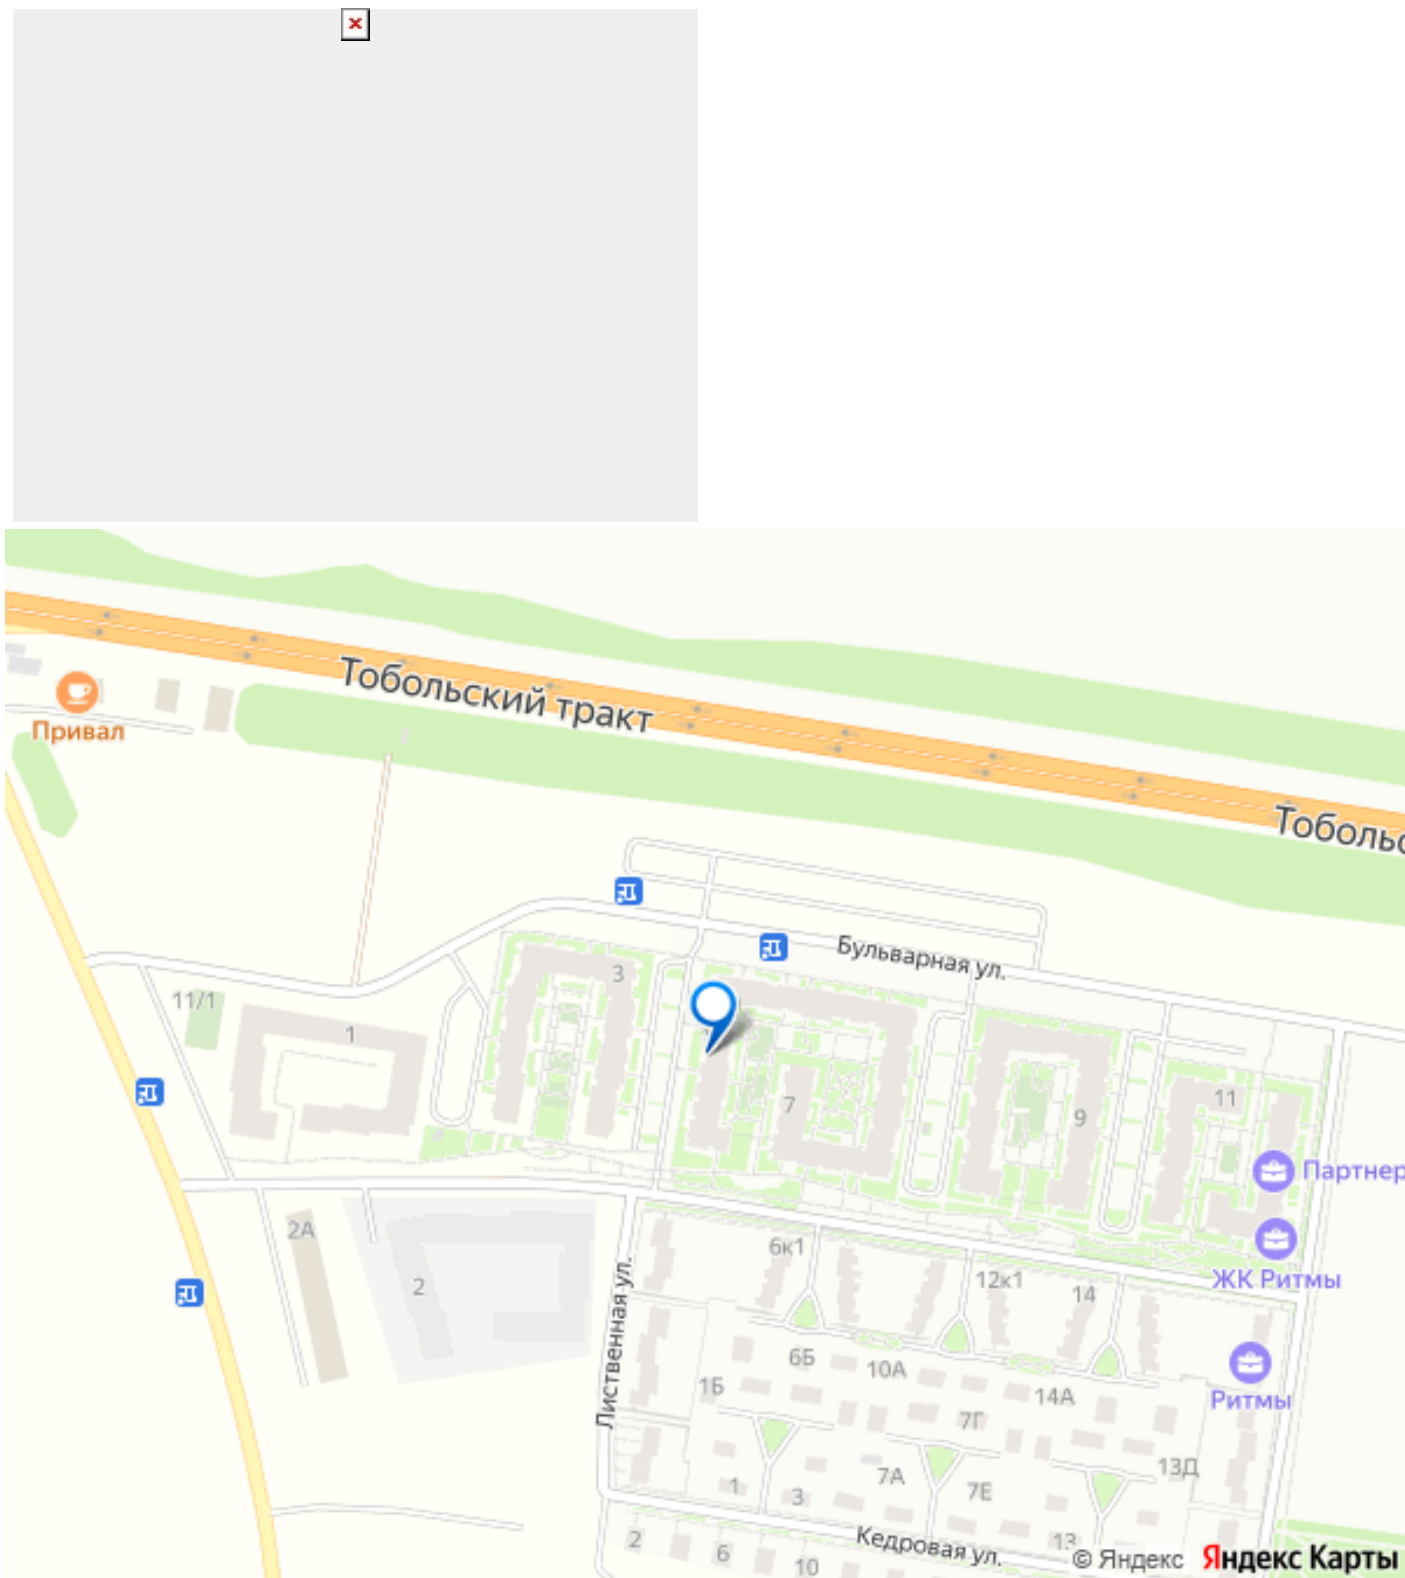 Тобольский тракт
Привал
Тобольс
Бульварная ул.
3
11/1
1
7
9
11
Партнер
2А
6к1
ЖК Ритмы
12к1
2
14
Лиственная ул.
6Б
10А
1Б
14А
Ритмы
7Г
13Д
7А
1
3
7Е
2
6
10
Кедровая ул.
13
© Яндекс
Яндекс Карты